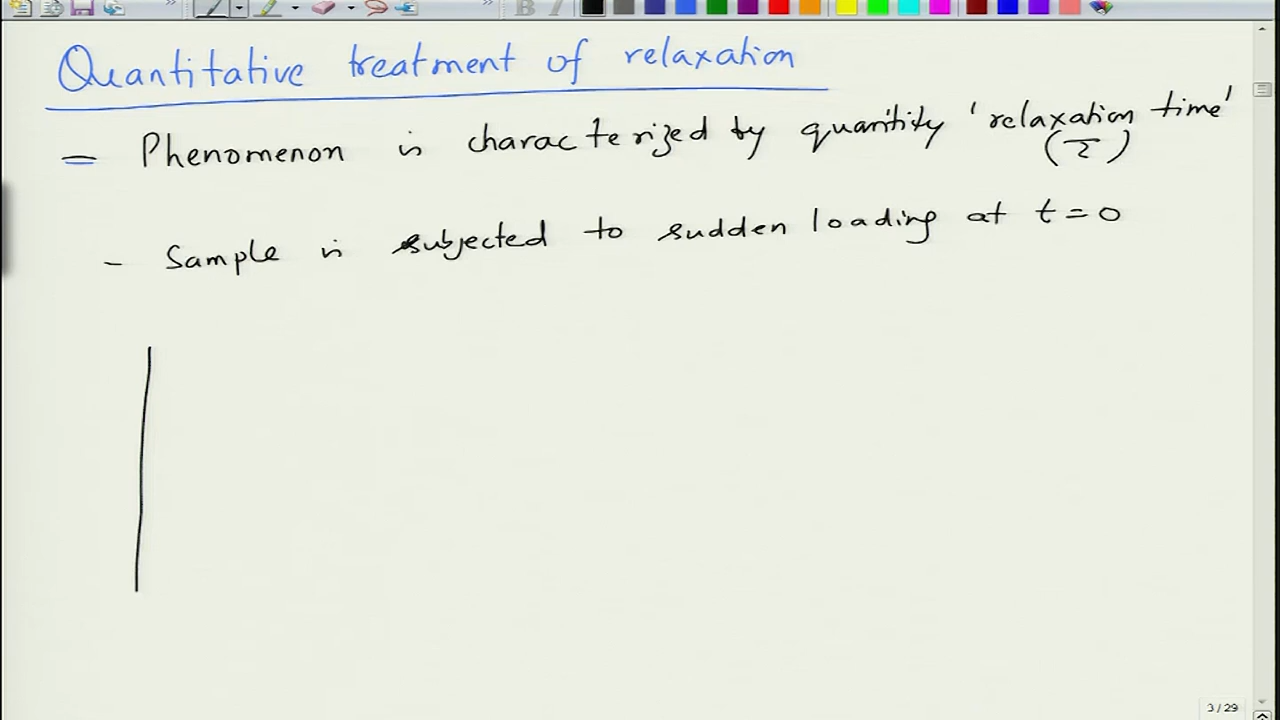 Quantitative treatment of relaxation
– Phenomenon is characterized by quantity 'relaxation time'
(τ)
– Sample is subjected to sudden loading at t=0
3 / 29